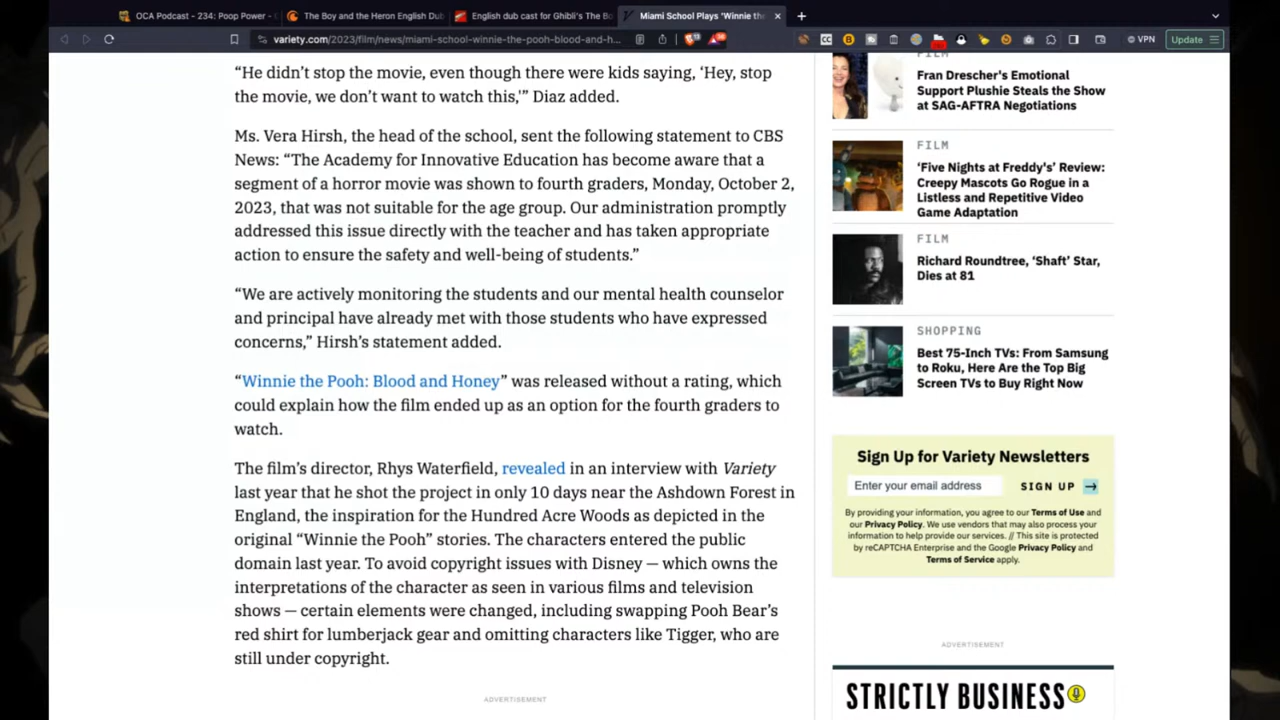 OCA Podcast - 234: Poop Power -
The Boy and the Heron English Dub
English dub cast for Ghibli's The Bo
Miami School Plays 'Winnie the
variety.com/2023/film/news/miami-school-winnie-the-pooh-blood-and-h...
VPN
Update
“He didn’t stop the movie, even though there were kids saying, ‘Hey, stop
the movie, we don’t want to watch this,'” Diaz added.
Ms. Vera Hirsh, the head of the school, sent the following statement to CBS
News: “The Academy for Innovative Education has become aware that a
segment of a horror movie was shown to fourth graders, Monday, October 2,
2023, that was not suitable for the age group. Our administration promptly
addressed this issue directly with the teacher and has taken appropriate
action to ensure the safety and well-being of students.”
“We are actively monitoring the students and our mental health counselor
and principal have already met with those students who have expressed
concerns,” Hirsh’s statement added.
“Winnie the Pooh: Blood and Honey” was released without a rating, which
could explain how the film ended up as an option for the fourth graders to
watch.
The film’s director, Rhys Waterfield, revealed in an interview with Variety
last year that he shot the project in only 10 days near the Ashdown Forest in
England, the inspiration for the Hundred Acre Woods as depicted in the
original “Winnie the Pooh” stories. The characters entered the public
domain last year. To avoid copyright issues with Disney — which owns the
interpretations of the character as seen in various films and television
shows — certain elements were changed, including swapping Pooh Bear’s
red shirt for lumberjack gear and omitting characters like Tigger, who are
still under copyright.
ADVERTISEMENT
FILM
Fran Drescher's Emotional
Support Plushie Steals the Show
at SAG-AFTRA Negotiations
FILM
‘Five Nights at Freddy's’ Review:
Creepy Mascots Go Rogue in a
Listless and Repetitive Video
Game Adaptation
FILM
Richard Roundtree, ‘Shaft’ Star,
Dies at 81
SHOPPING
Best 75-Inch TVs: From Samsung
to Roku, Here Are the Top Big
Screen TVs to Buy Right Now
Sign Up for Variety Newsletters
Enter your email address SIGN UP →
By providing your information, you agree to our Terms of Use and
our Privacy Policy. We use vendors that may also process your
information to help provide our services. // This site is protected
by reCAPTCHA Enterprise and the Google Privacy Policy and
Terms of Service apply.
ADVERTISEMENT
STRICTLY BUSINESS